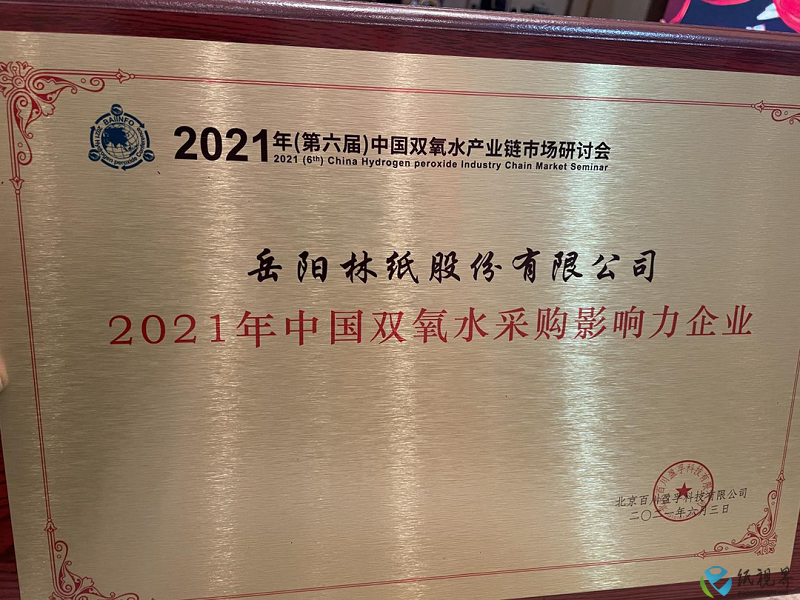 BAIINFO
2021年(第六届)中国双氧水产业链市场研讨会
2021 (6th) China Hydrogen peroxide Industry Chain Market Seminar
岳阳林纸股份有限公司
2021年中国双氧水采购影响力企业
北京百川盈孚科技有限公司
二〇二一年六月三日
纸视界